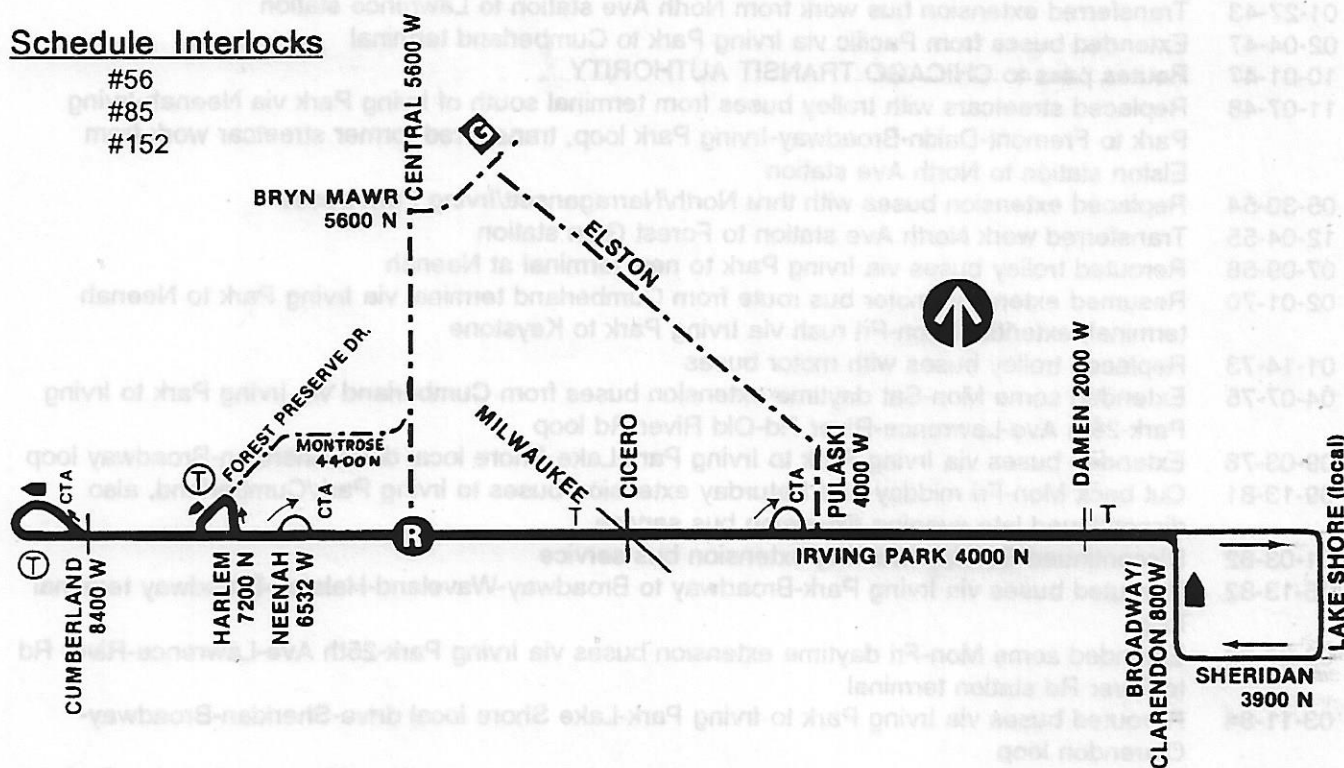 Schedule Interlocks
#56
#85
#152
CENTRAL 5600 W
G
BRYN MAWR
5600 N
ELSTON
FOREST PRESERVE DR.
MONTROSE
4400 N
MILWAUKEE
CICERO
PULASKI
4000 W
DAMEN 2000 W
T
CTA
T
CTA
T
CTA
T
R
IRVING PARK 4000 N
CUMBERLAND
8400W
HARLEM
7200 N
NEENAH
6532 W
BROADWAY/
CLARENDON 800W
LAKE SHORE (local)
SHERIDAN
3900 N